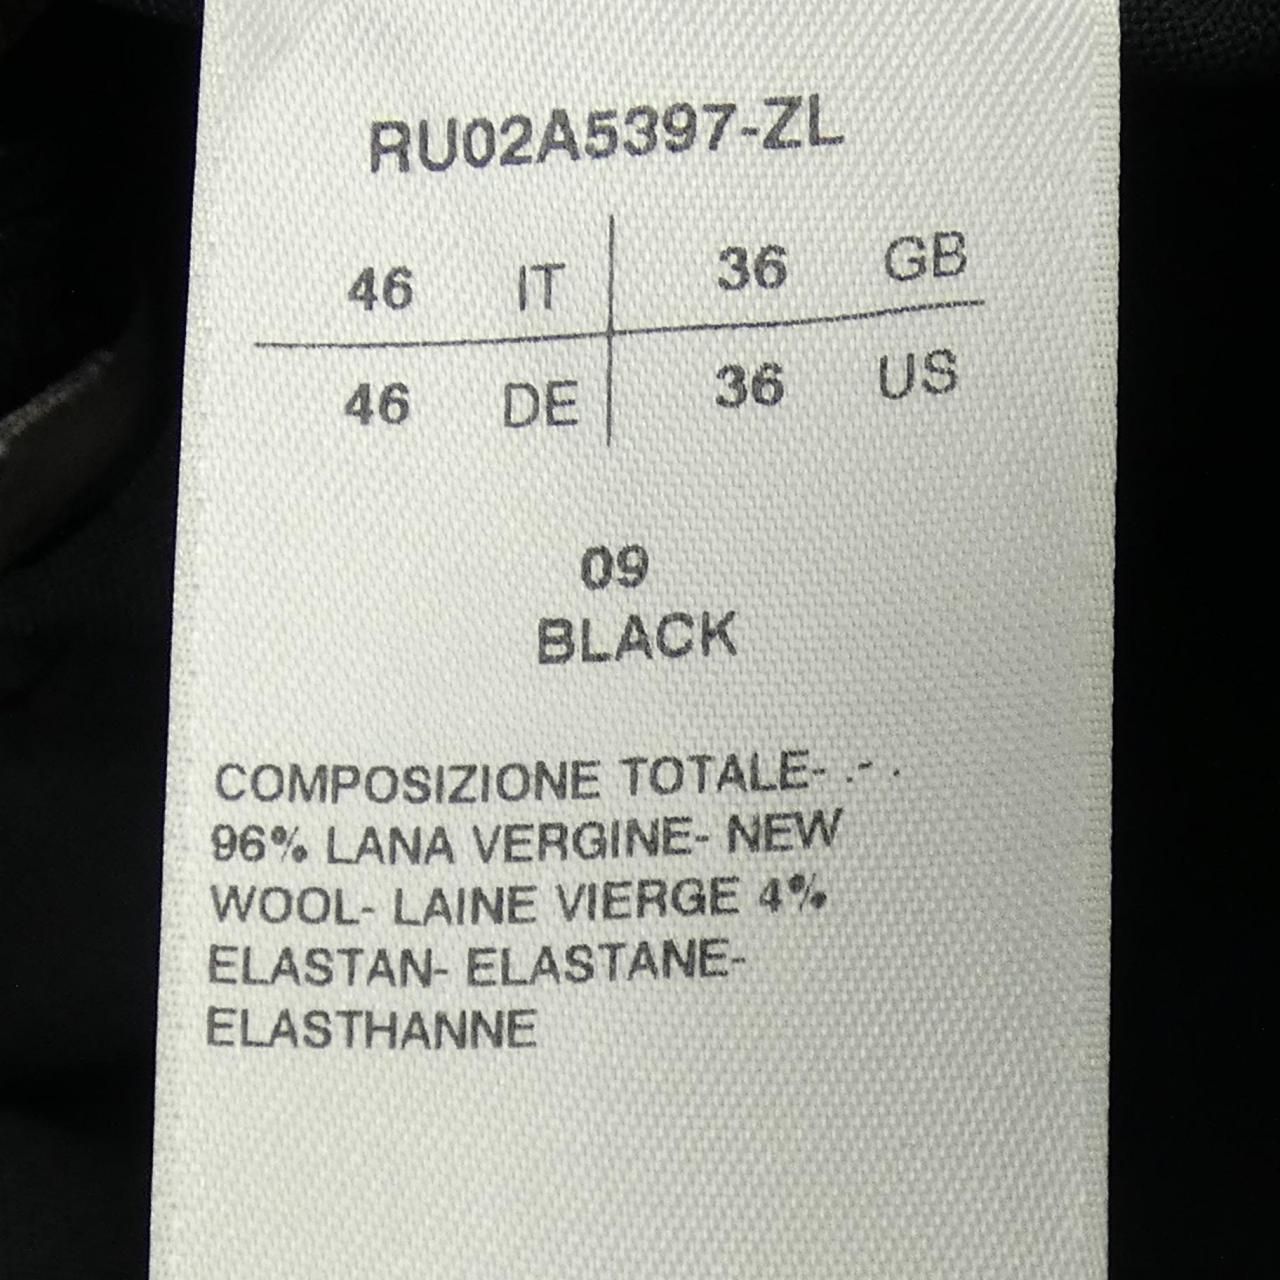 RU02A5397-ZL
46 IT 36 GB
46 DE 36 US
09
BLACK
COMPOSIZIONE TOTALE- .- .
96% LANA VERGINE- NEW
WOOL- LAINE VIERGE 4%
ELASTAN- ELASTANE-
ELASTHANNE